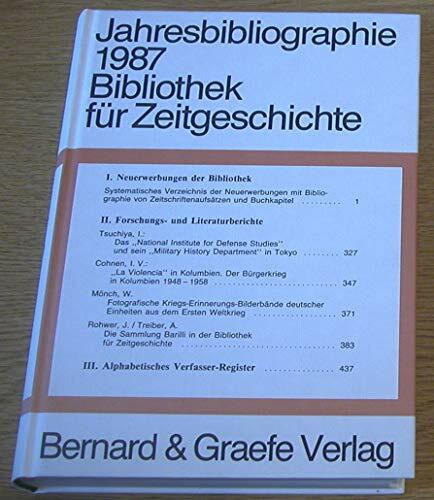 Jahresbibliographie
1987
Bibliothek
für Zeitgeschichte
I. Neuerwerbungen der Bibliothek
Systematisches Verzeichnis der Neuerwerbungen mit Biblio-
graphie von Zeitschriftenaufsätzen und Buchkapitel ......... 1
II. Forschungs- und Literaturberichte
Tsuchiya, I.:
Das „National Institute for Defense Studies"
und sein „Military History Department" in Tokyo ........ 327
Cohnen, I. V.:
„La Violencia" in Kolumbien. Der Bürgerkrieg
in Kolumbien 1948 – 1958 ........................ 347
Mönch, W.
Fotografische Kriegs-Erinnerungs-Bilderbände deutscher
Einheiten aus dem Ersten Weltkrieg ................ 371
Rohwer, J. / Treiber, A.
Die Sammlung Barilli in der Bibliothek
für Zeitgeschichte ............................ 383
III. Alphabetisches Verfasser-Register ................ 437
Bernard & Graefe Verlag